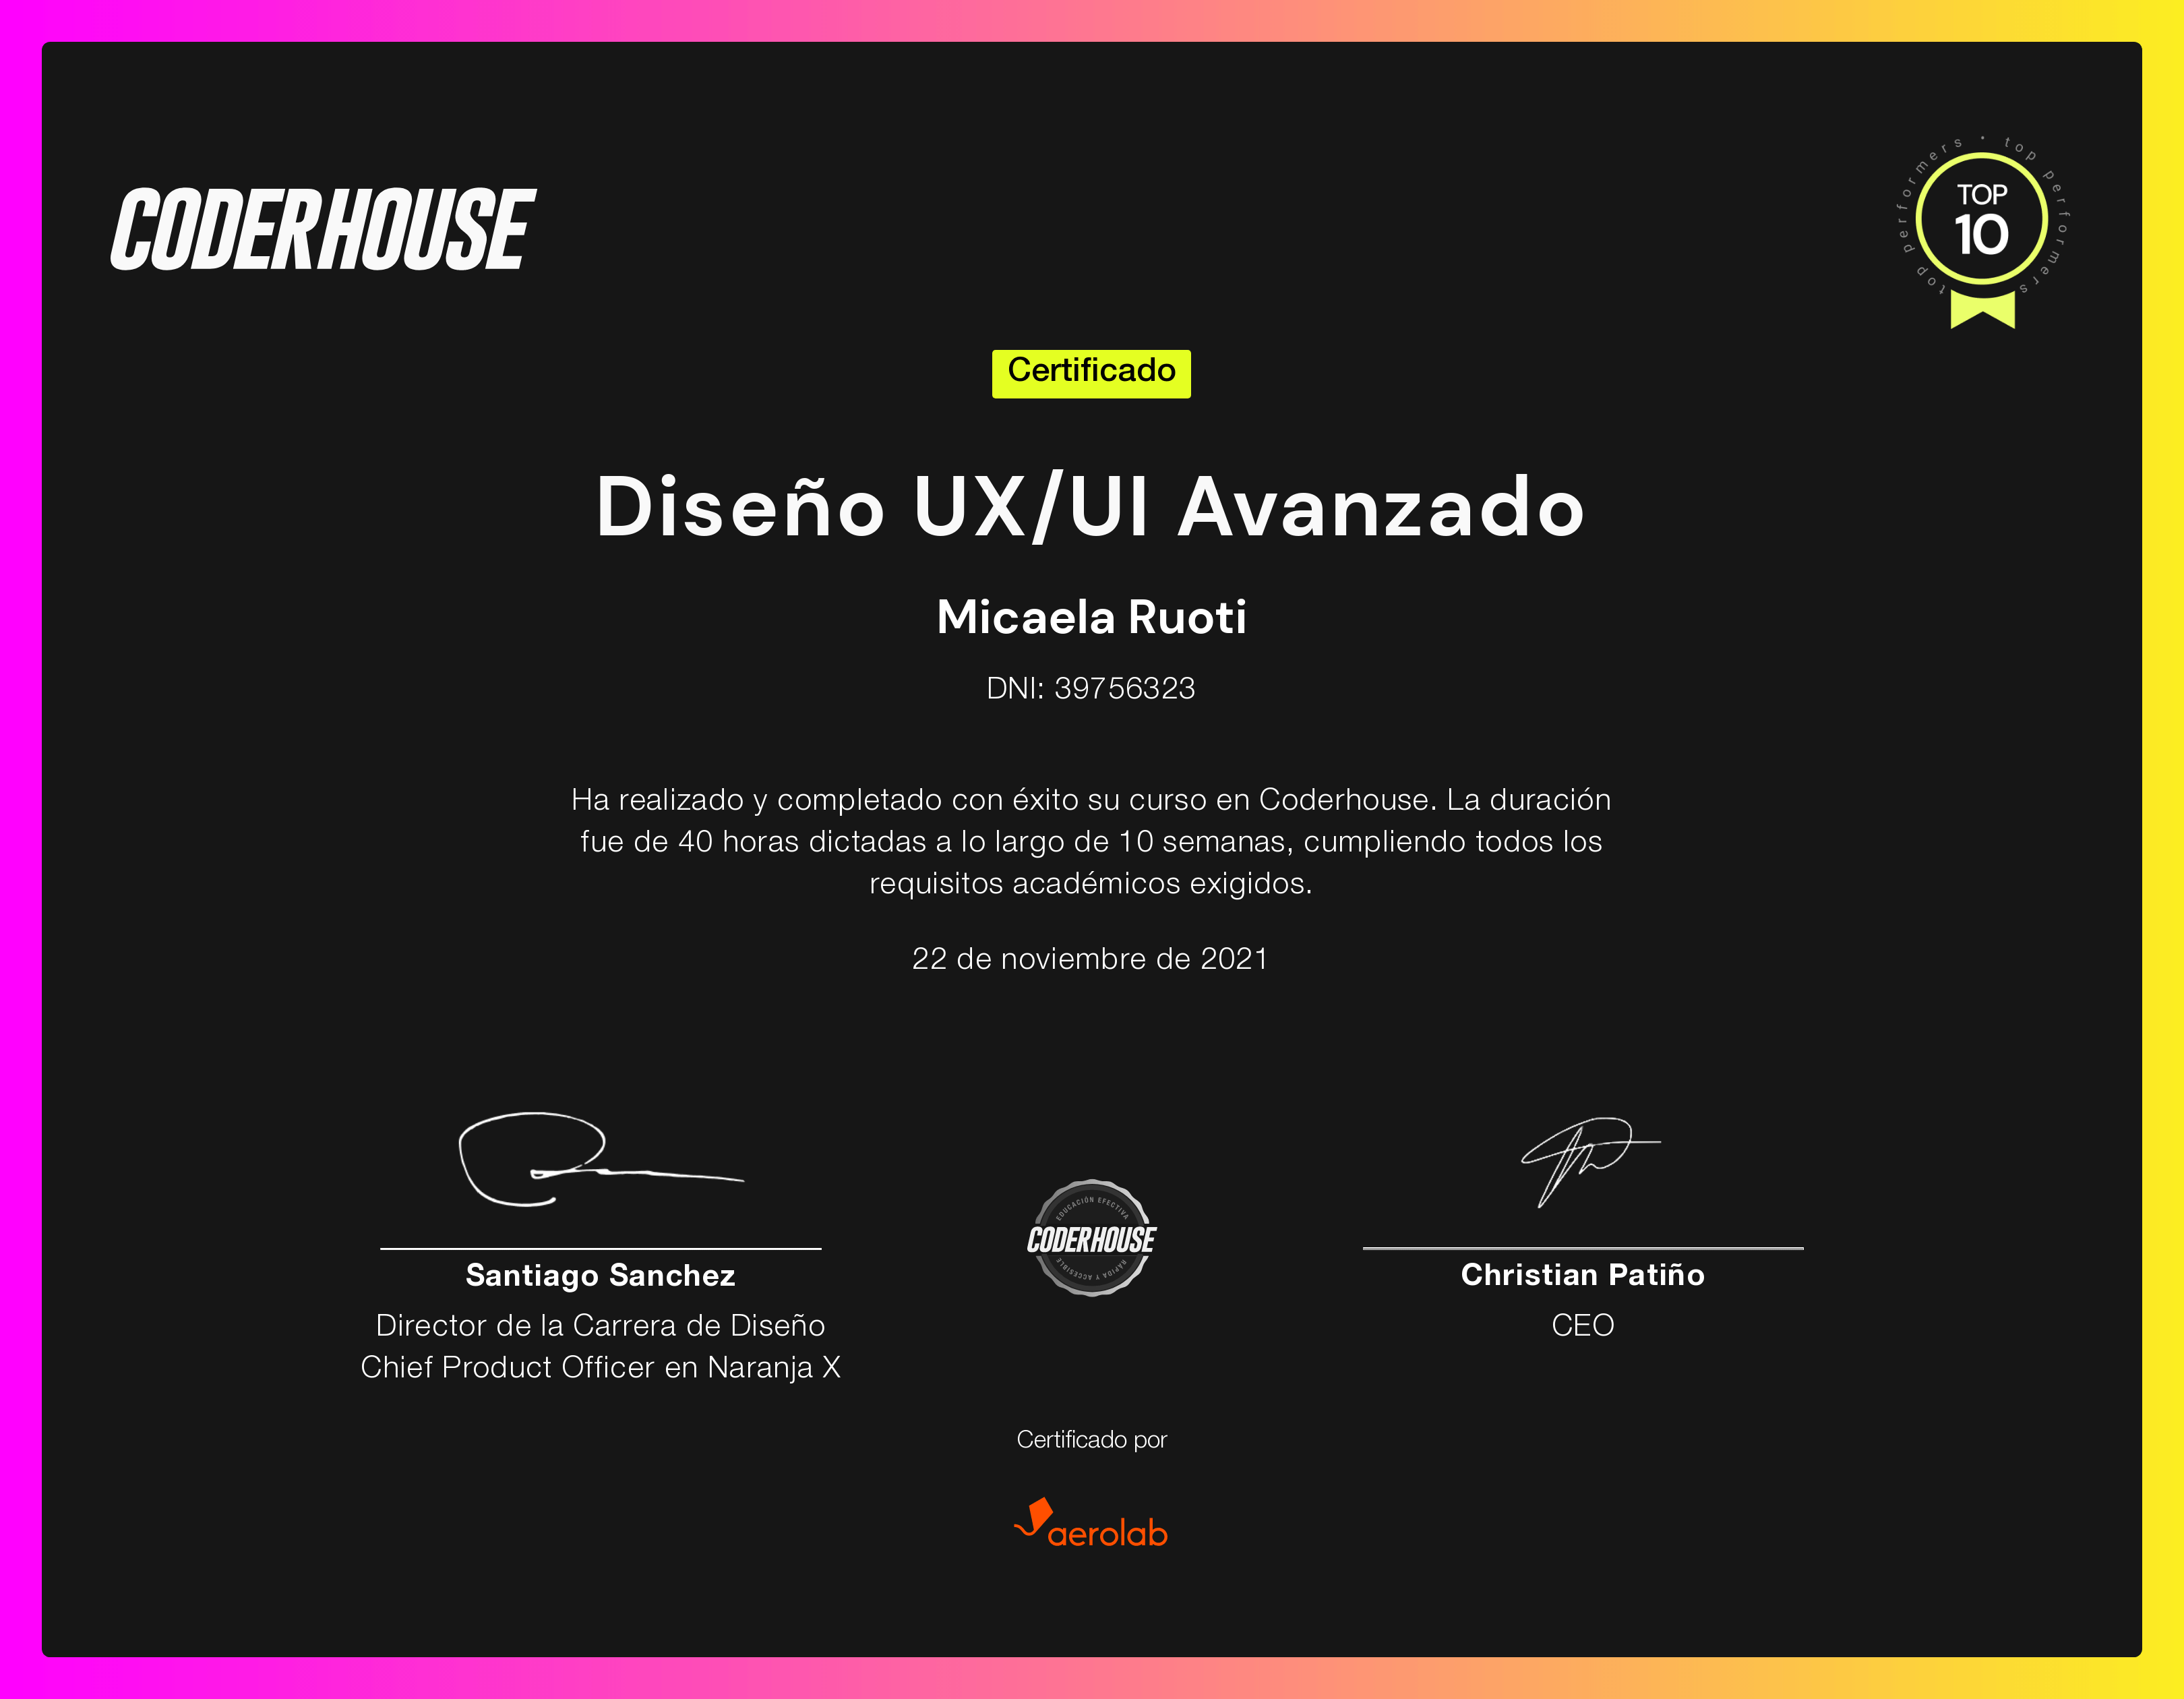 CODERHOUSE
top performers • top performers
TOP
10
Certificado
Diseño UX/UI Avanzado
Micaela Ruoti
DNI: 39756323
Ha realizado y completado con éxito su curso en Coderhouse. La duración
fue de 40 horas dictadas a lo largo de 10 semanas, cumpliendo todos los
requisitos académicos exigidos.
22 de noviembre de 2021
EDUCACIÓN EFECTIVA
CODERHOUSE
RAPIDA Y ACCESIBLE
Santiago Sanchez
Director de la Carrera de Diseño
Chief Product Officer en Naranja X
Christian Patiño
CEO
Certificado por
aerolab